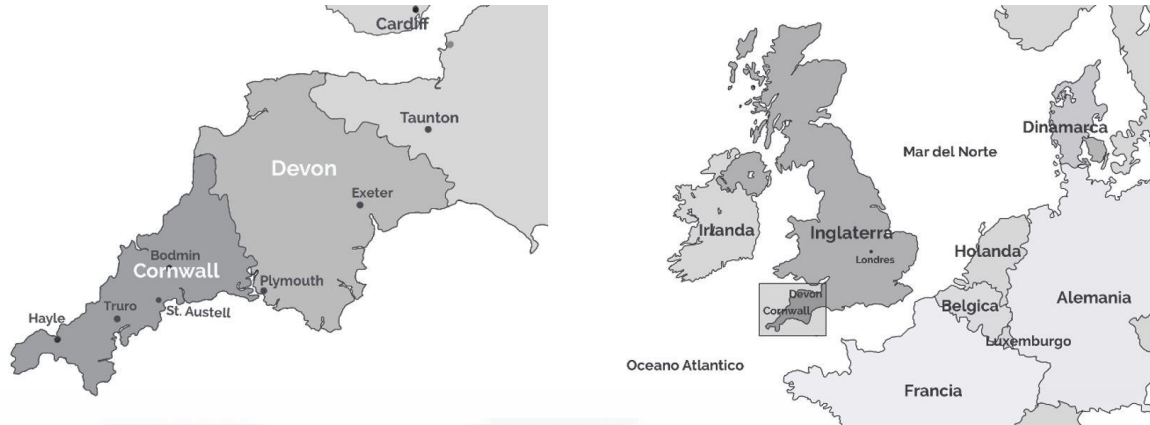 Cardiff
Taunton
Devon
Exeter
Bodmin
Cornwall
Plymouth
Truro
St. Austell
Hayle
Dinamarca
Mar del Norte
Irlanda
Inglaterra
Londres
Holanda
Devon
Cornwall
Belgica
Alemania
Luxemburgo
Oceano Atlantico
Francia